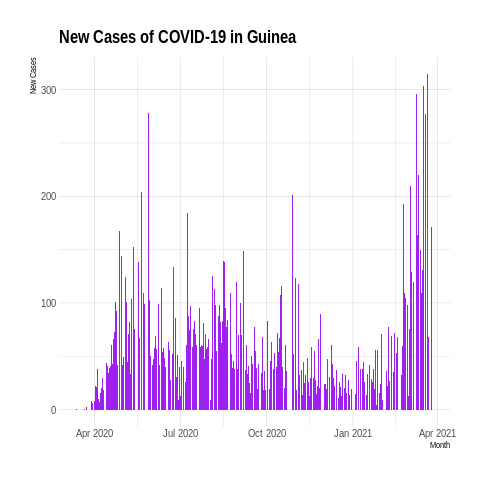 New Cases of COVID-19 in Guinea
New Cases
300
200
100
0
Apr 2020
Jul 2020
Oct 2020
Jan 2021
Apr 2021
Month